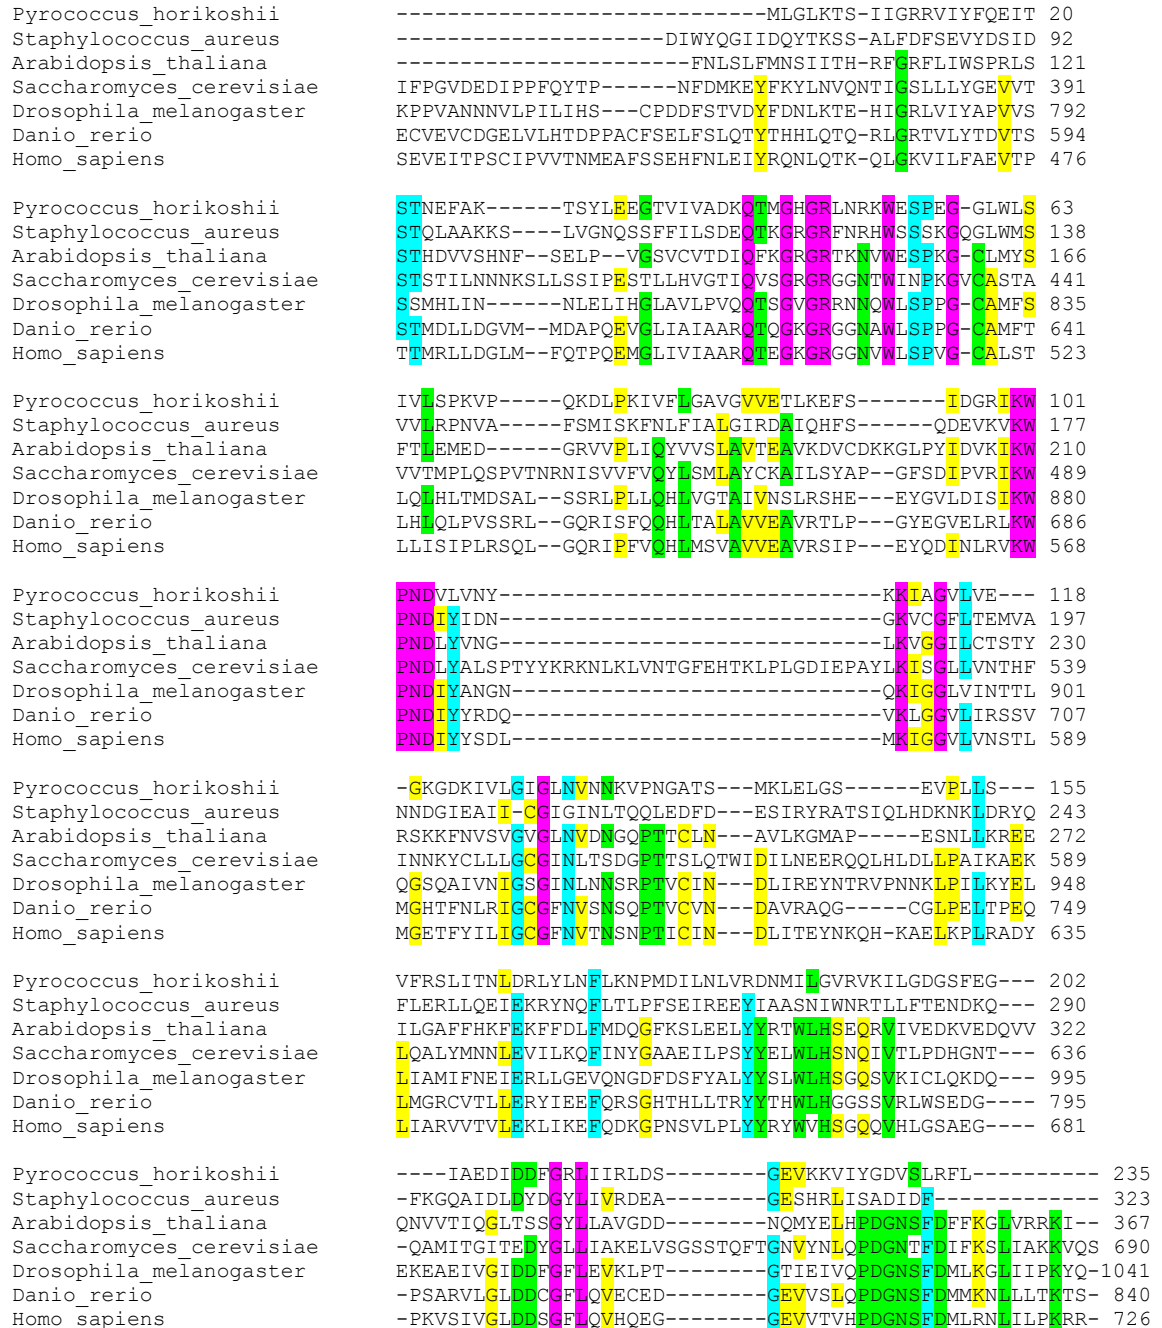 Pyrococcus_horikoshii -----------------------------MLGLKTS-IIGRRVIYFQEIT 20
Staphylococcus_aureus ---------------------DIWYQGIIDQYTKSS-ALFDFSEVYDSID 92
Arabidopsis_thaliana -----------------------FNLSLFMNSIITH-RFGRFLIWSPRLS 121
Saccharomyces_cerevisiae IFPGVDEDIPPFQYTP------NFDMKEYFKYLNVQNTIGSLLLYGEVVT 391
Drosophila_melanogaster KPPVANNNVLPILIHS---CPDDFSTVDYFDNLKTE-HIGRLVIYAPVVS 792
Danio_rerio ECVEVCDGELVLHTDPPACFSELFSLQTYTHHLQTQ-RLGRTVLYTDVTS 594
Homo_sapiens SEVEITPSCIPVVTNMEAFSSEHFNLEIYRQNLQTK-QLGKVILFAEVTP 476
Pyrococcus_horikoshii STNEFAK------TSYLEEGTVIVADKQTMGHGRLNRKWESPEG-GLWLS 63
Staphylococcus_aureus STQLAAKKS----LVGNQSSFFILSDEQTKGRGRFNRHWSSSKGQGLWMS 138
Arabidopsis_thaliana STHDVVSHNF--SELP--VGSVCVTDIQFKGRGRTKNVWESPKG-CLMYS 166
Saccharomyces_cerevisiae STSTILNNNKSLLSSIPESTLLHVGTIQVSGRGRGGNTWINPKGVCASTA 441
Drosophila_melanogaster SSMHLIN------NLELIHGLAVLPVQQTSGVGRRNNQWLSPPG-CAMFS 835
Danio_rerio STMDLLDGVM--MDAPQEVGLIAIAARQTQGKGRGGNAWLSPPG-CAMFT 641
Homo_sapiens TTMRLLDGLM--FQTPQEMGLIVIAARQTEGKGRGGNVWLSPVG-CALST 523
Pyrococcus_horikoshii IVLSPKVP-----QKDLPKIVFLGAVGVVETLKEFS-------IDGRIKW 101
Staphylococcus_aureus VVLRPNVA-----FSMISKFNLFIALGIRDAIQHFS------QDEVKVKW 177
Arabidopsis_thaliana FTLEMED-----GRVVPLIQYVVSLAVTEAVKDVCDKKGLPYIDVKIKW 210
Saccharomyces_cerevisiae VVTMPLQSPVTNRNISVVFVQYLSMLAYCKAILSYAP--GFSDIPVRIKW 489
Drosophila_melanogaster LQLHLTMDSAL--SSRLPLLQHLVGTAIVNSLRSHE---EYGVLDISIKW 880
Danio_rerio LHLQLPVSSRL--GQRISFQQHLTALAVVEAVRTLP---GYEGVELRLKW 686
Homo_sapiens LLISIPLRSQL--GQRIPFVQHLMSVAVVEAVRSIP---EYQDINLRVKW 568
Pyrococcus_horikoshii PNDVLVNY-----------------------------KKIAGVLVE--- 118
Staphylococcus_aureus PNDIYIDN-----------------------------GKVCGFLTEMVA 197
Arabidopsis_thaliana PNDLYVNG-----------------------------LKVGGILCTSTY 230
Saccharomyces_cerevisiae PNDLYALSPTYYKRKNLKLVNTGFEHTKLPLGDIEPAYLKISGLLVNTHF 539
Drosophila_melanogaster PNDIYANGN----------------------------QKIGGLVINTTL 901
Danio_rerio PNDIYYRDQ----------------------------VKLGGVLIRSSV 707
Homo_sapiens PNDIYYSDL----------------------------MKIGGVLVNSTL 589
Pyrococcus_horikoshii -GKGDKIVLGIGLNVNNKVPNGATS---MKLELGS------EVPLLS--- 155
Staphylococcus_aureus NNDGIEAII-CGIGINLTQQLEDFD---ESIRYRATSIQLHDKNKLDRYQ 243
Arabidopsis_thaliana RSKKFNVSVGVGLNVDNGQPTTCLN---AVLKGMAP-----ESNLLKREE 272
Saccharomyces_cerevisiae INNKYCLLLGCGINLTSDGPTTSLQTWIDILNEERQQLHLDLLPAIKAEK 589
Drosophila_melanogaster QGSQAIVNIGSGINLNNSRPTVCIN---DLIREYNTRVPNNKLPILKYEL 948
Danio_rerio MGHTFNLRIGCGFNVSNSQPTVCVN---DAVRAQG-----CGLPELTPEQ 749
Homo_sapiens MGETFYILIGCGFNVTNSNPTICIN---DLITEYNKQH-KAELKPLRADY 635
Pyrococcus_horikoshii VFRSLITNLDRLYLNFLKNPMDILNLVRDNMILGVRVKILGDGSFEG--- 202
Staphylococcus_aureus FLERLLQEIEKRYNQFLTLPFSEIREEYIAASNIWNRTLLFTENDKQ--- 290
Arabidopsis_thaliana ILGAFFHKFEKFFDLFMDQGFKSLEELYYRTWLHSEQRVIVEDKVEDQVV 322
Saccharomyces_cerevisiae LQALYMNNLEVILKQFINYGAAEILPSYYELWLHSNQIVTLPDHGNT--- 636
Drosophila_melanogaster LIAMIFNEIERLLGEVQNGDFDSFYALYYSLWLHSGQSVKICLQKDQ--- 995
Danio_rerio LMGRCVTLLERYIEEFQRSGHTHLLTRYYTHWLHGGSSVRLWSEDG---- 795
Homo_sapiens LIARVVTVLEKLIKEFQDKGPNSVLPLYYRYWVHSGQQVHLGSAEG---- 681
Pyrococcus_horikoshii ----IAEDIDDFGRLIIRLDS--------GEVKKVIYGDVSLRFL---------- 235
Staphylococcus_aureus -FKGQAIDLDYDGYLIVRDEA--------GESHRLISADIDF------------- 323
Arabidopsis_thaliana QNVVTIQGLTSSGYLLAVGDD--------NQMYELHPDGNSFDFFKGLVRRKI-- 367
Saccharomyces_cerevisiae -QAMITGITEDYGLLIAKELVSGSSTQFTGNVYNLQPDGNTFDIFKSLIAKKVQS 690
Drosophila_melanogaster EKEAEIVGIDDFGFLEVKLPT--------GTIEIVQPDGNSFDMLKGLIIPKYQ-1041
Danio_rerio -PSARVLGLDDCGFLQVECED--------GEVVSLQPDGNSFDMMKNLLLTKTS- 840
Homo_sapiens -PKVSIVGLDDSGFLQVHQEG--------GEVVTVHPDGNSFDMLRNLILPKRR- 726